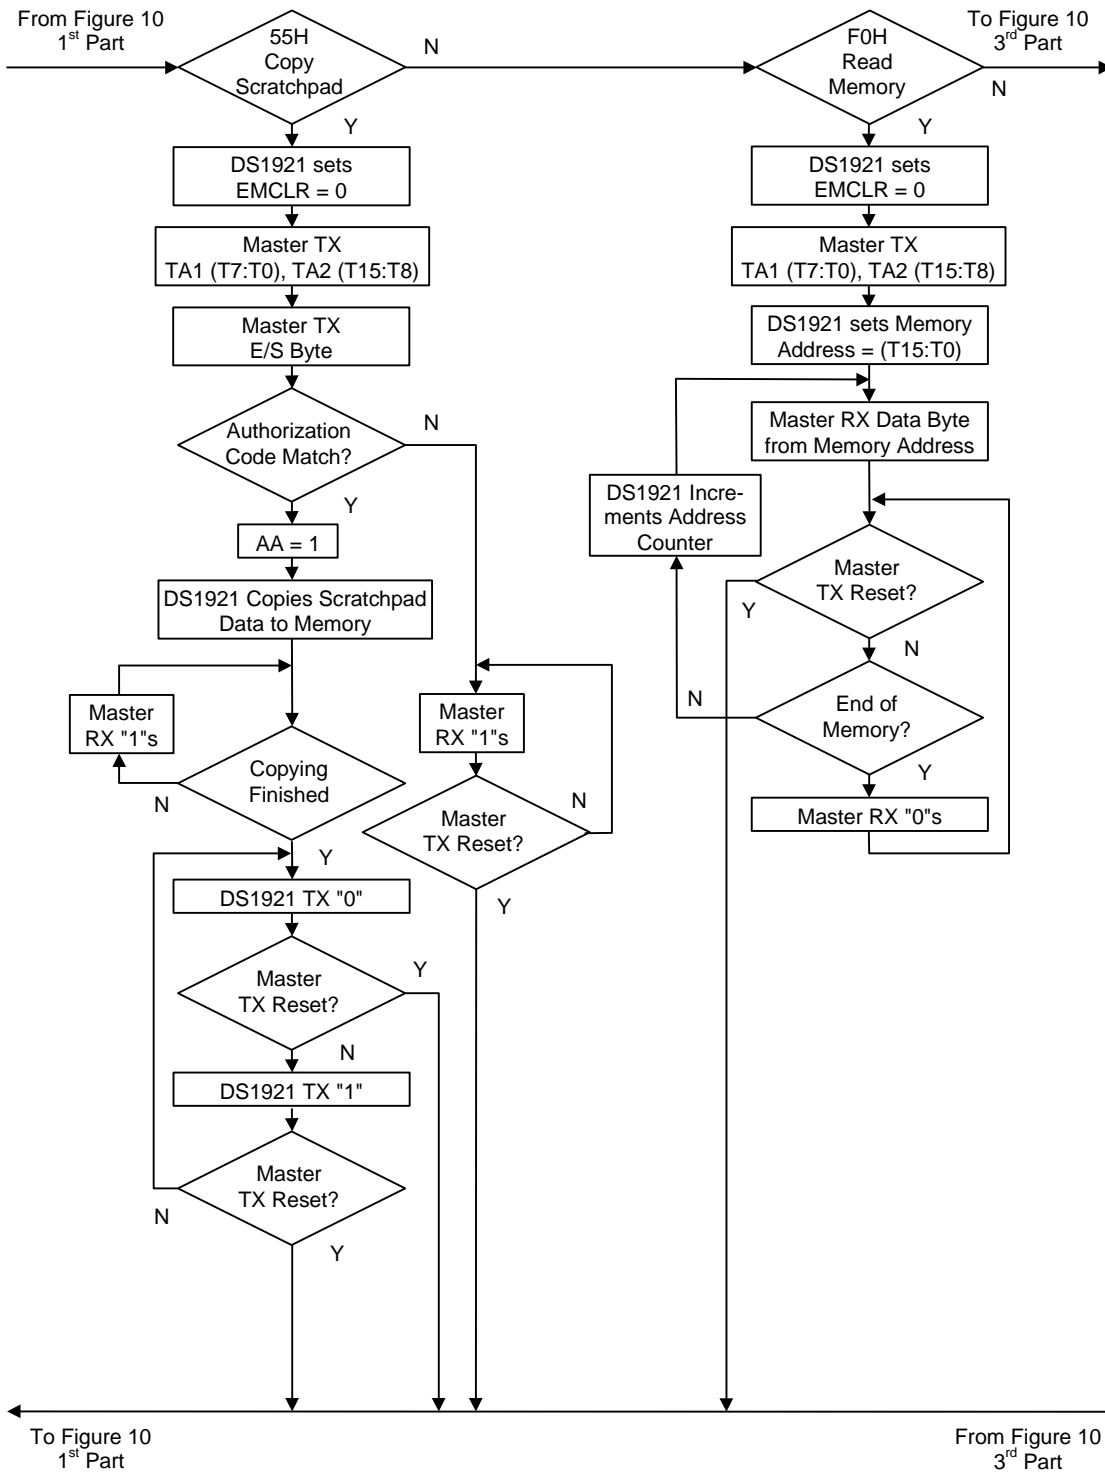 From Figure 10
1st Part
55H
Copy
Scratchpad
N
F0H
Read
Memory
To Figure 10
3rd Part
N
Y
Y
DS1921 sets
EMCLR = 0
DS1921 sets
EMCLR = 0
Master TX
TA1 (T7:T0), TA2 (T15:T8)
Master TX
TA1 (T7:T0), TA2 (T15:T8)
Master TX
E/S Byte
DS1921 sets Memory
Address = (T15:T0)
Authorization
Code Match?
N
Y
Master RX Data Byte
from Memory Address
DS1921 Incre-
ments Address
Counter
AA = 1
DS1921 Copies Scratchpad
Data to Memory
Master
TX Reset?
Y
N
Master
RX "1"s
Master
RX "1"s
N
End of
Memory?
Y
Copying
Finished
N
Y
Master
TX Reset?
N
Y
Master RX "0"s
DS1921 TX "0"
Master
TX Reset?
Y
N
DS1921 TX "1"
Master
TX Reset?
N
Y
To Figure 10
1st Part
From Figure 10
3rd Part